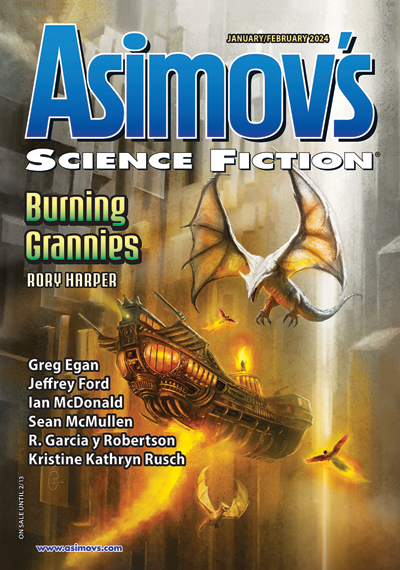 JANUARY/FEBRUARY 2024
Asimov's
SCIENCE FICTION®
Burning
Grannies
RORY HARPER
Greg Egan
Jeffrey Ford
Ian McDonald
Sean McMullen
R. Garcia y Robertson
Kristine Kathryn Rusch
ON SALE UNTIL 2/13
www.asimovs.com